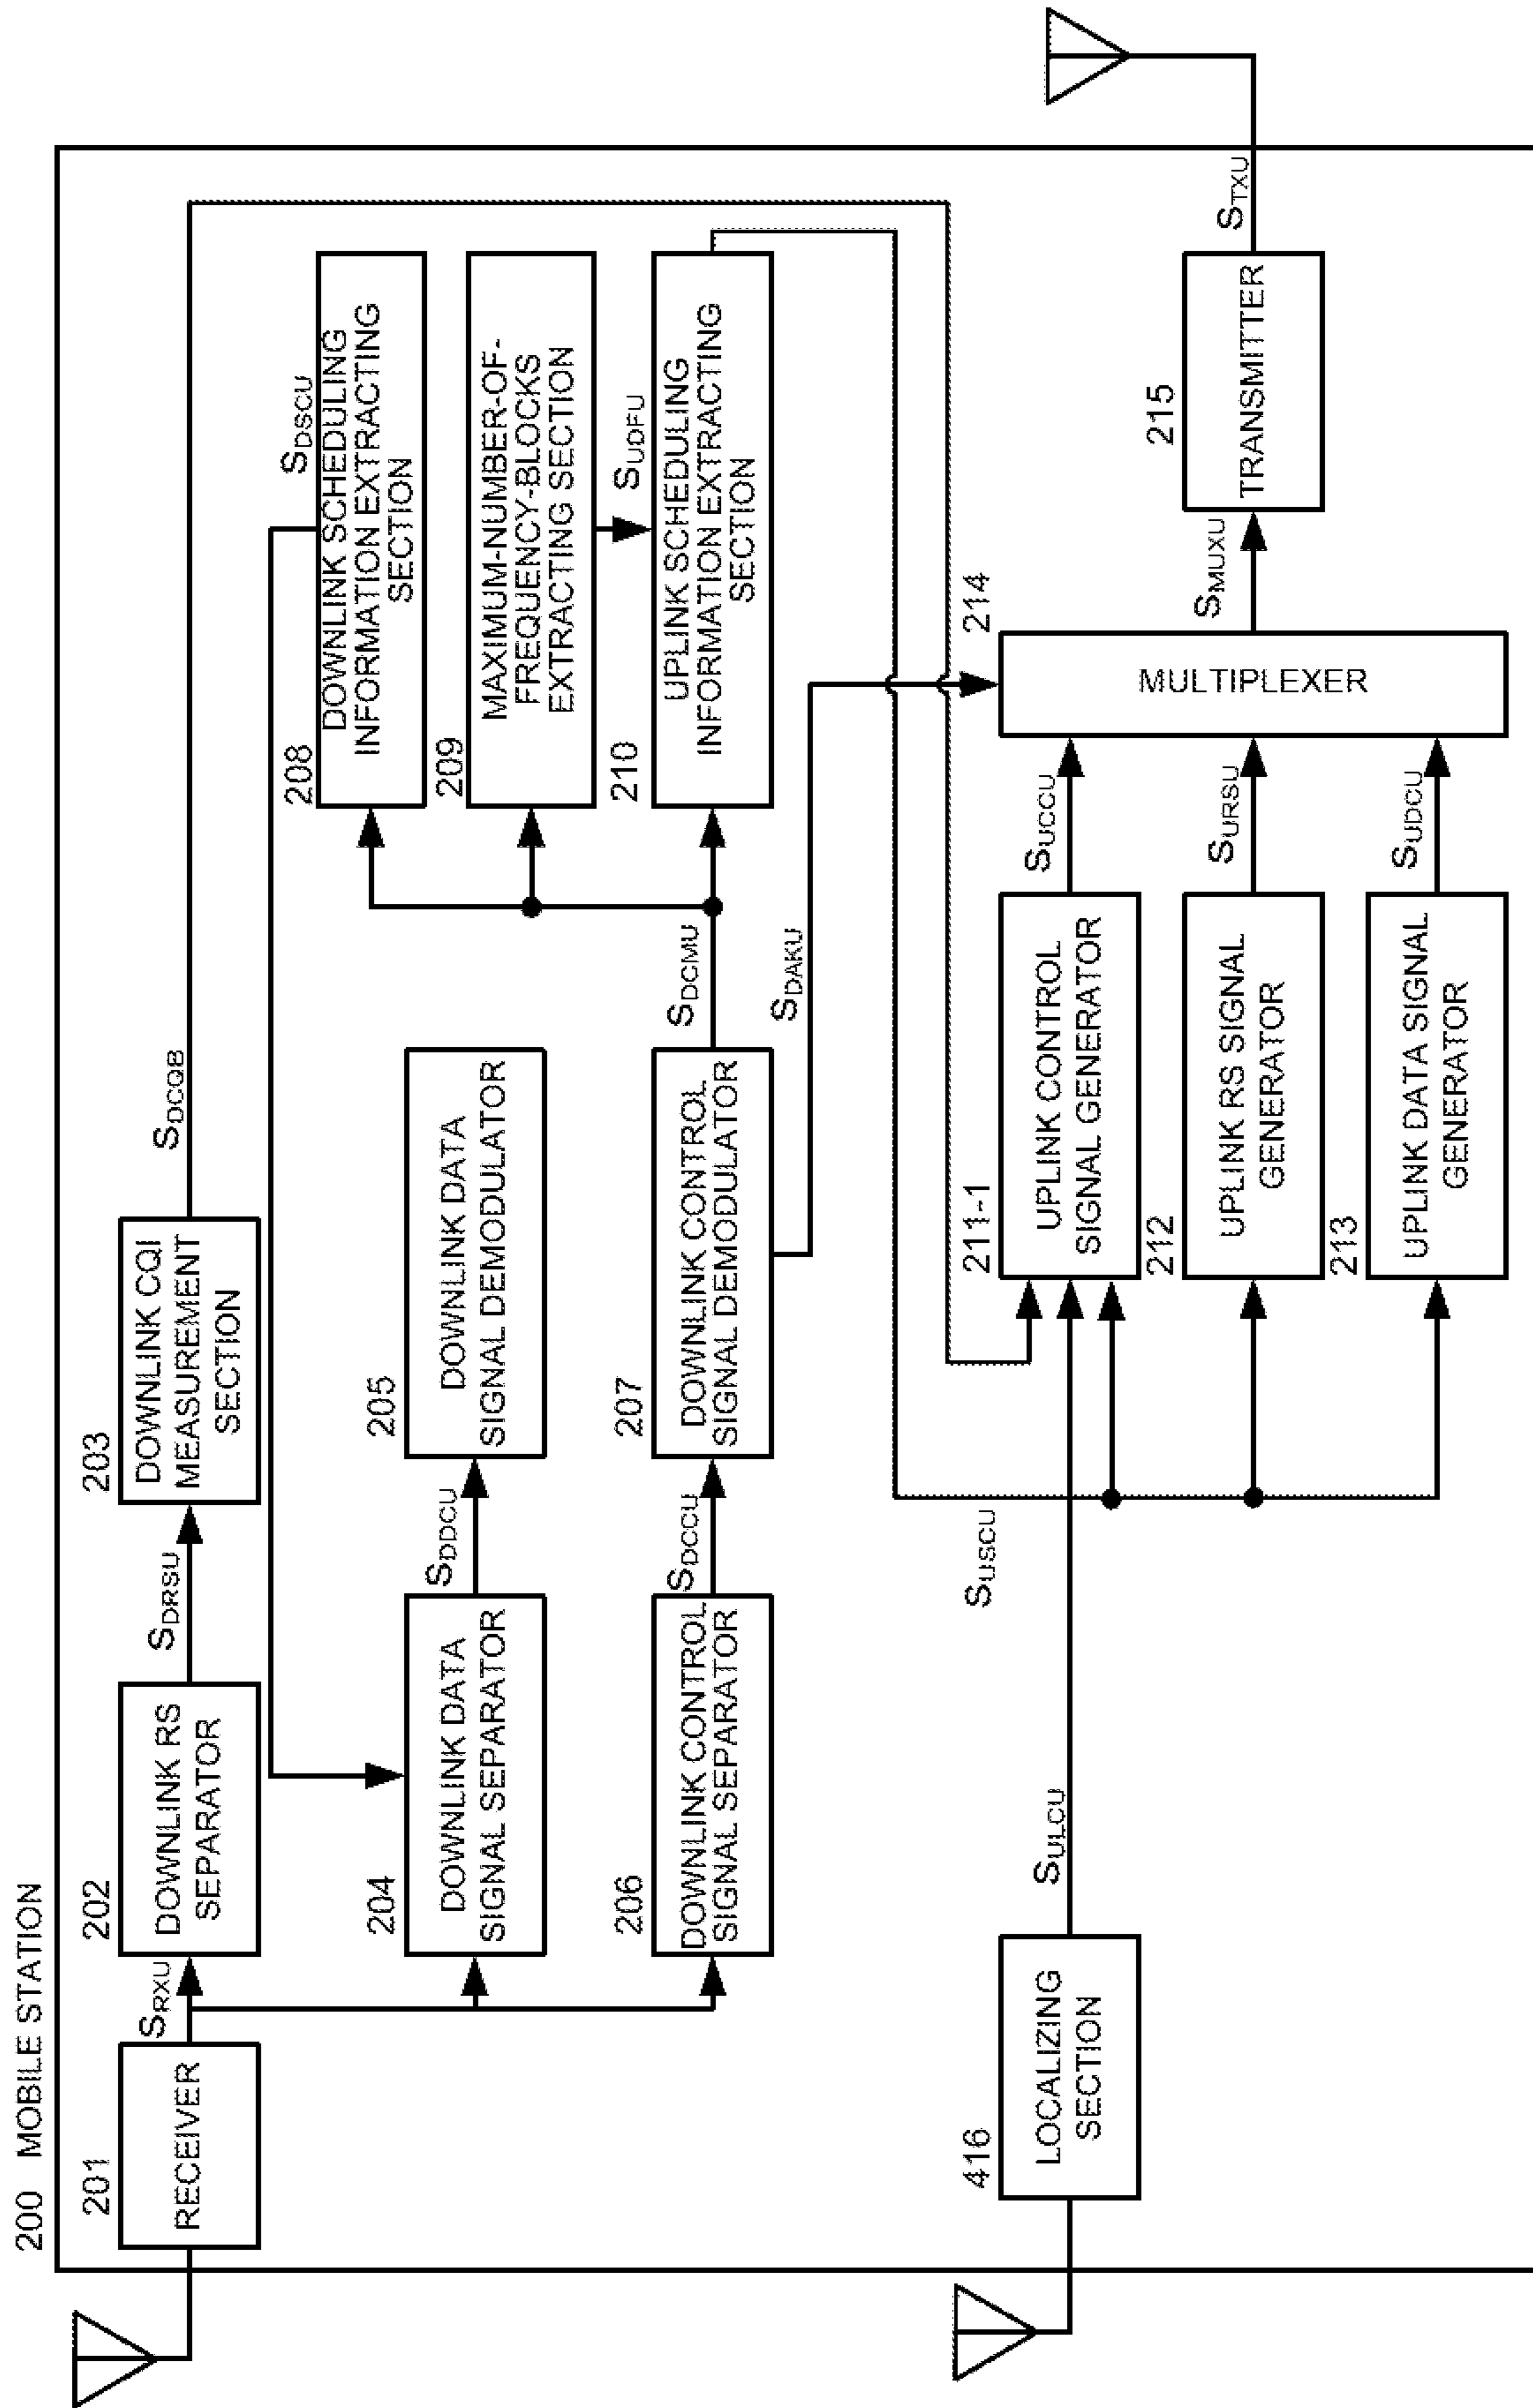 200 MOBILE STATION
201
RECEIVER
SRXU
202
DOWNLINK RS
SEPARATOR
SDRSU
203
DOWNLINK CQI
MEASUREMENT
SECTION
SDCQB
204
DOWNLINK DATA
SIGNAL SEPARATOR
SDDCU
205
DOWNLINK DATA
SIGNAL DEMODULATOR
206
DOWNLINK CONTROL
SIGNAL SEPARATOR
SDCCU
207
DOWNLINK CONTROL
SIGNAL DEMODULATOR
SDCMU
SDAKU
208
SDSCU
DOWNLINK SCHEDULING
INFORMATION EXTRACTING
SECTION
209
MAXIMUM-NUMBER-OF-
FREQUENCY-BLOCKS
EXTRACTING SECTION
SUDFU
210
UPLINK SCHEDULING
INFORMATION EXTRACTING
SECTION
416
LOCALIZING
SECTION
SULCU
SUSCU
211-1
UPLINK CONTROL
SIGNAL GENERATOR
SUCCU
212
UPLINK RS SIGNAL
GENERATOR
SURSU
213
UPLINK DATA SIGNAL
GENERATOR
SUDCU
214
MULTIPLEXER
SMUXU
215
TRANSMITTER
STXU